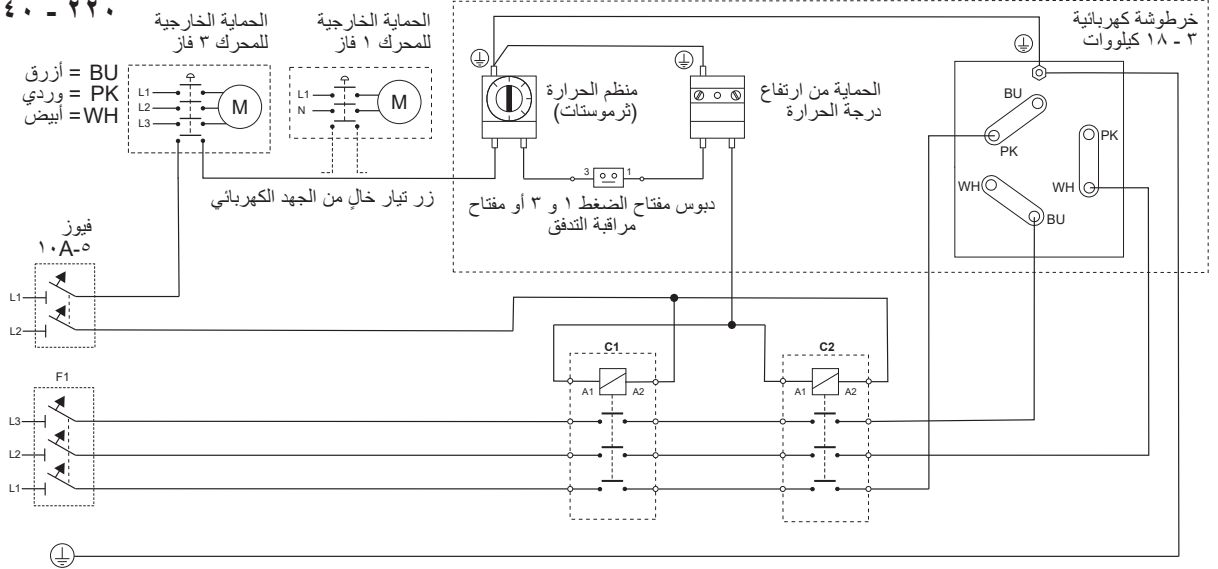 ٤٠ - ٢٢٠
الحماية الخارجية
للمحرك ٣ فاز
الحماية الخارجية
للمحرك ١ فاز
خرطوشة كهربائية
٣ - ١٨ كيلووات
BU = أزرق
PK = وردي
WH = أبيض
L1
L2
L3
M
L1
N
M
منظم الحرارة
(ثرموستات)
الحماية من ارتفاع
درجة الحرارة
BU
PK
PK
WH
WH
BU
3 1
زر تيار خالٍ من الجهد الكهربائي
دبوس مفتاح الضغط ١ و ٣ أو مفتاح
مراقبة التدفق
فيوز
٥-١٠A
L1
L2
C1
C2
A1 A2
A1 A2
F1
L3
L2
L1